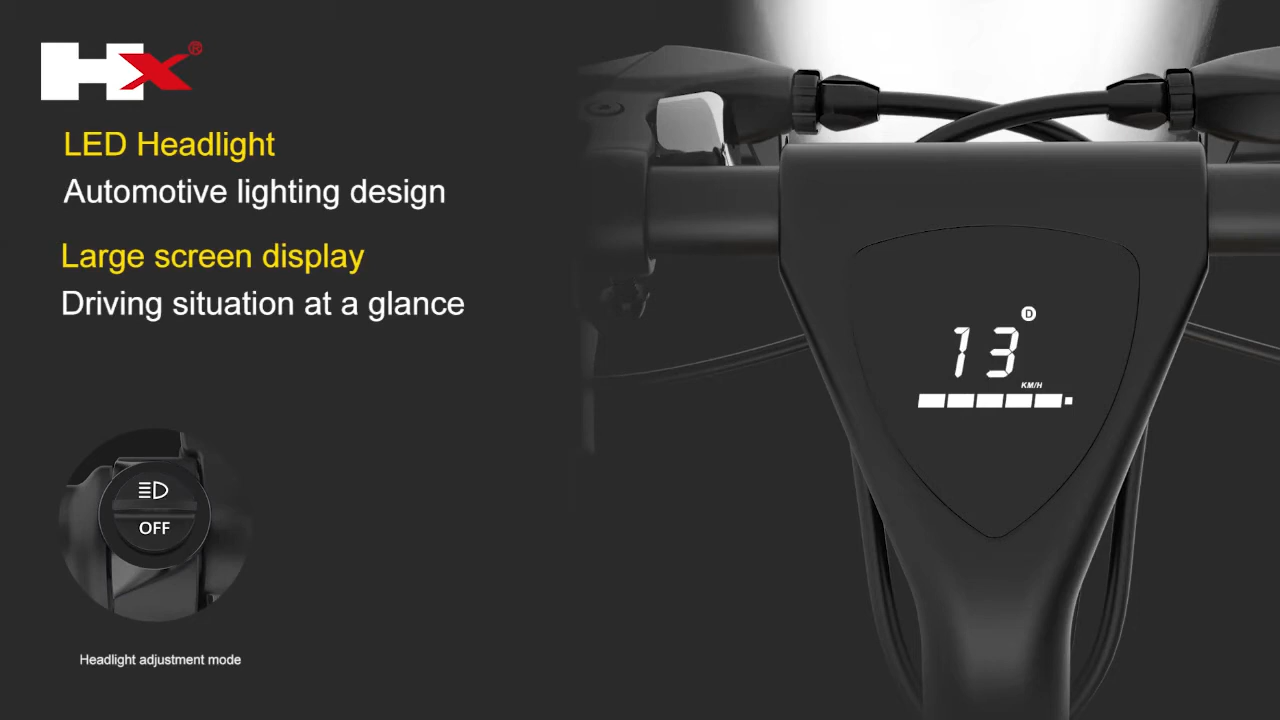 HX®
LED Headlight
Automotive lighting design
Large screen display
Driving situation at a glance
D
13
KM/H
OFF
Headlight adjustment mode